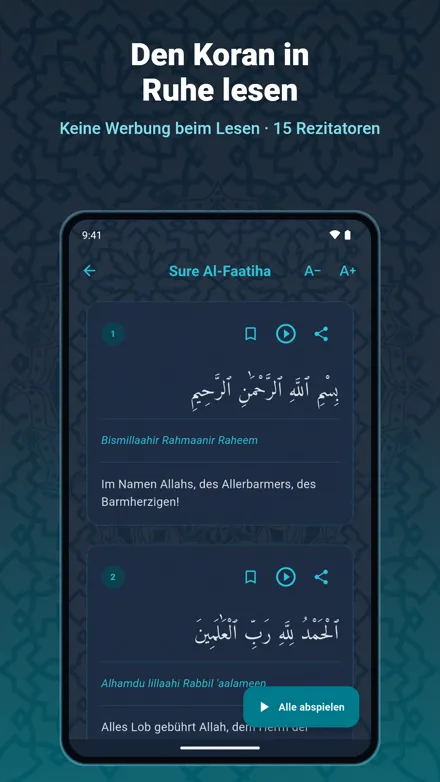 Den Koran in
Ruhe lesen
Keine Werbung beim Lesen · 15 Rezitatoren
9:41
Sure Al-Faatiha
A−
A+
1
بِسْمِ ٱللَّهِ ٱلرَّحْمَٰنِ ٱلرَّحِيمِ
Bismillaahir Rahmaanir Raheem
Im Namen Allahs, des Allerbarmers, des
Barmherzigen!
2
ٱلْحَمْدُ لِلَّهِ رَبِّ ٱلْعَٰلَمِينَ
Alhamdu lillaahi Rabbil 'aalameen
Alles Lob gebührt Allah, dem Herrn der
Alle abspielen